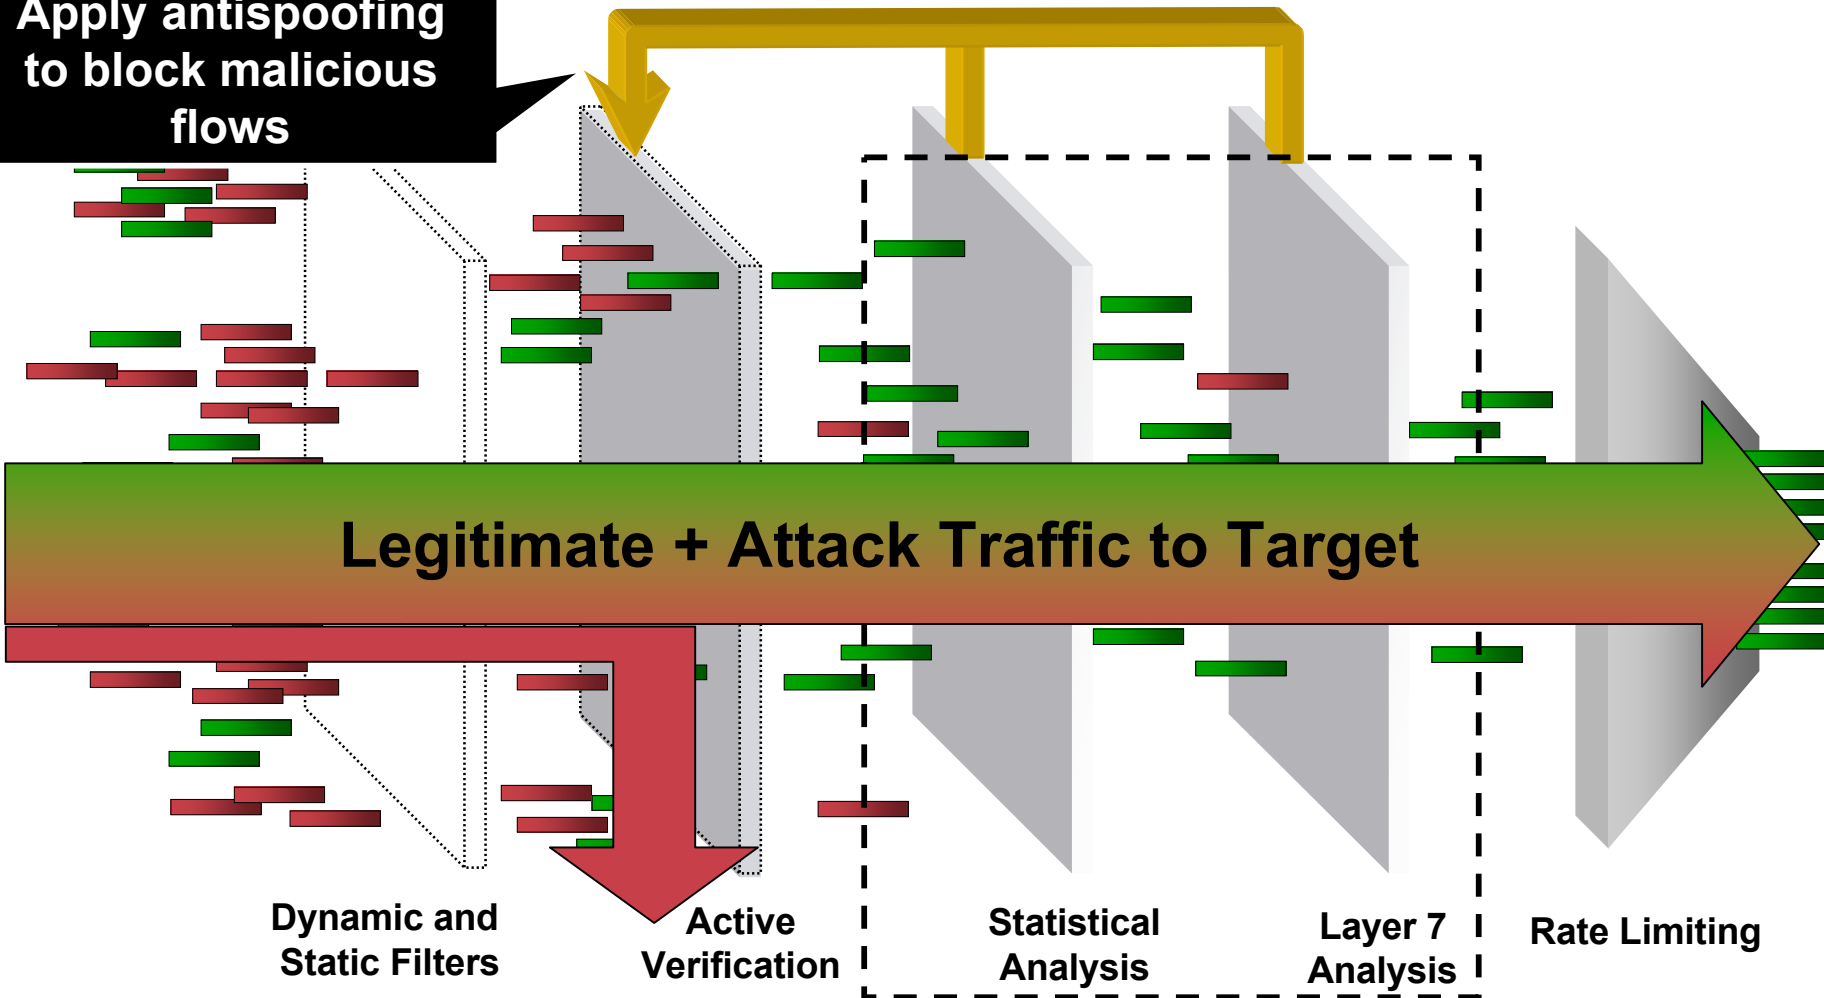 Apply antispoofing
to block malicious
flows
Legitimate + Attack Traffic to Target
Dynamic and
Static Filters
Active
Verification
Statistical
Analysis
Layer 7
Analysis
Rate Limiting